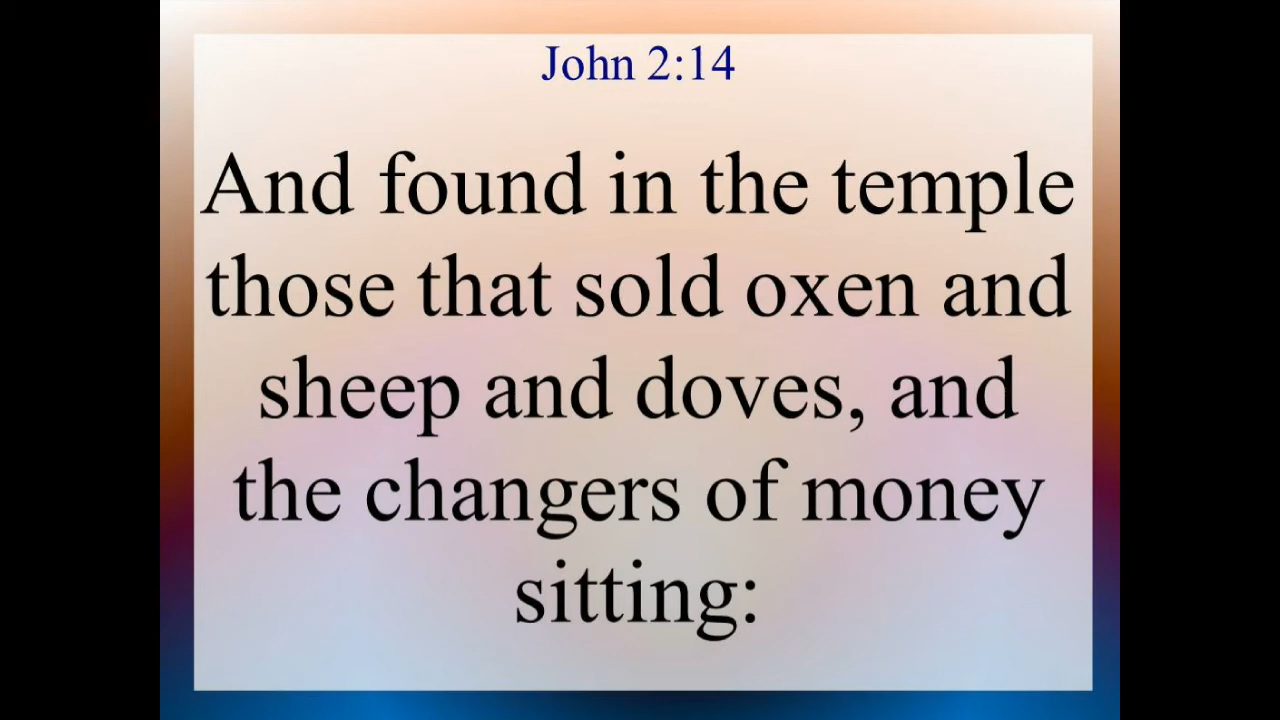 John 2:14
And found in the temple
those that sold oxen and
sheep and doves, and
the changers of money
sitting: